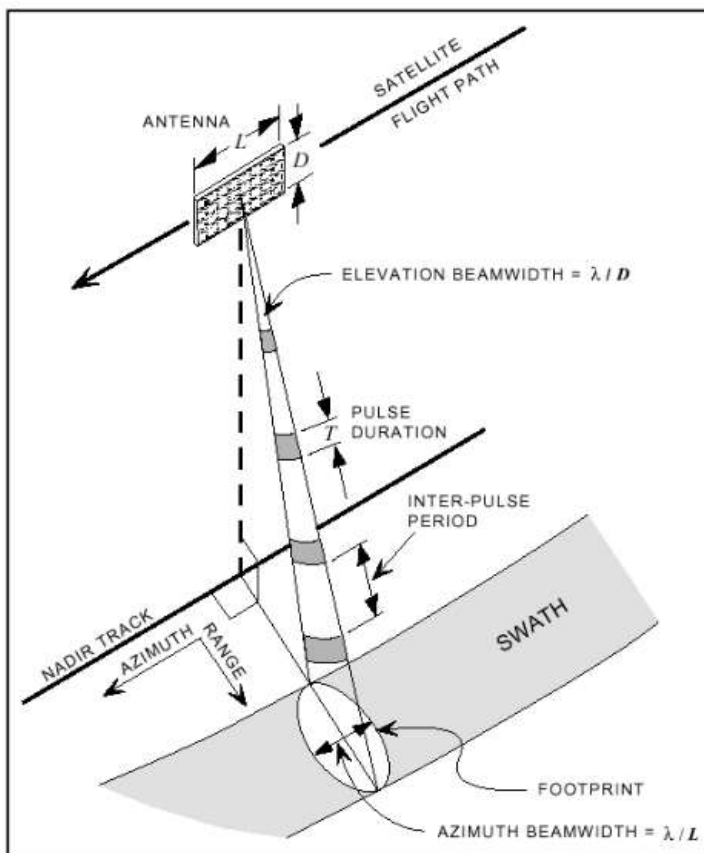 SATELLITE
FLIGHT PATH
ANTENNA
L
D
ELEVATION BEAMWIDTH = λ / D
PULSE
DURATION
T
INTER-PULSE
PERIOD
SWATH
NADIR TRACK
AZIMUTH
RANGE
FOOTPRINT
AZIMUTH BEAMWIDTH = λ / L